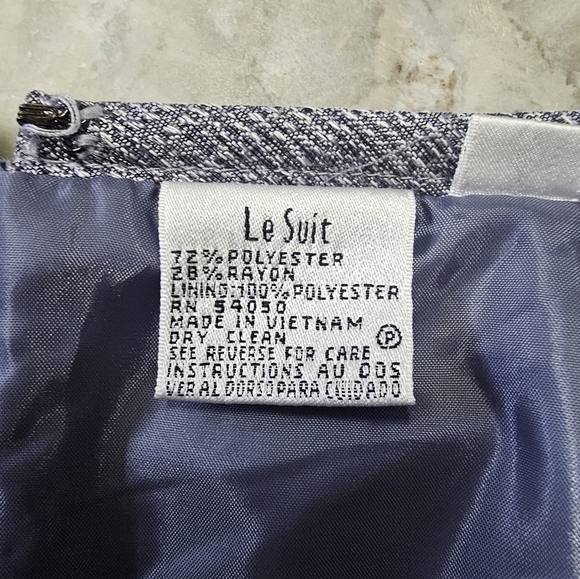 Le Suit
72% POLYESTER
28% RAYON
LINING:100% POLYESTER
RN 54050
MADE IN VIETNAM
DRY CLEAN Ⓟ
SEE REVERSE FOR CARE
INSTRUCTIONS AU DOS
VER AL DORSO PARA CUIDADO